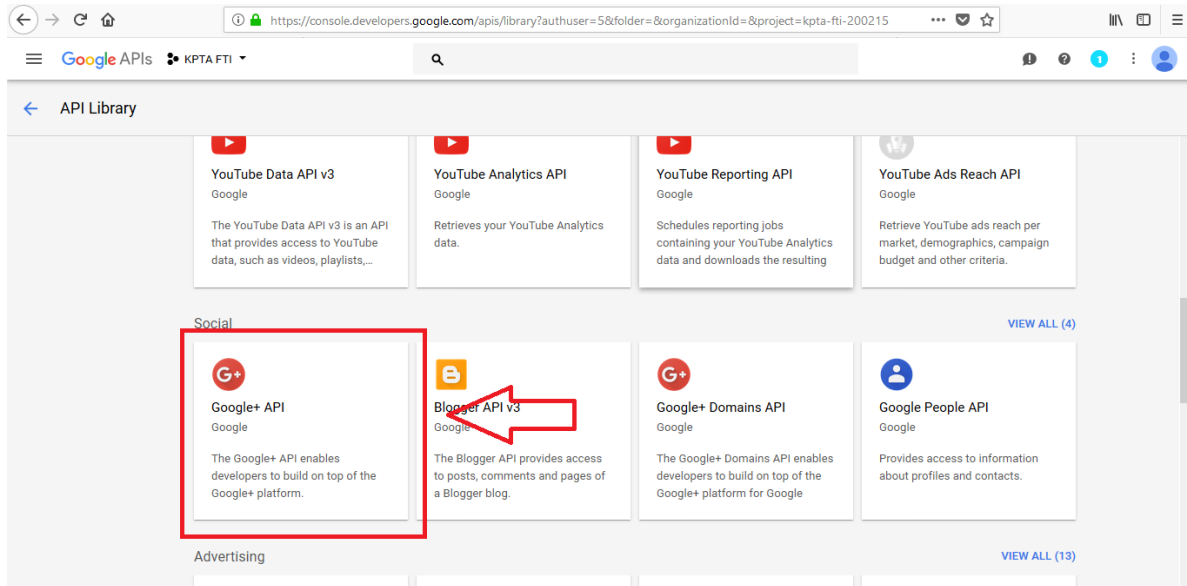 https://console.developers.google.com/apis/library?authuser=5&folder=&organizationId=&project=kpta-fti-200215
Google APIs KPTA FTI 1
API Library
YouTube Data API v3
Google
The YouTube Data API v3 is an API
that provides access to YouTube
data, such as videos, playlists,...
YouTube Analytics API
Google
Retrieves your YouTube Analytics
data.
YouTube Reporting API
Google
Schedules reporting jobs
containing your YouTube Analytics
data and downloads the resulting
YouTube Ads Reach API
Google
Retrieve YouTube ads reach per
market, demographics, campaign
budget and other criteria.
Social
VIEW ALL (4)
G+
Google+ API
Google
The Google+ API enables
developers to build on top of the
Google+ platform.
Blogger API v3
Google
The Blogger API provides access
to posts, comments and pages of
a Blogger blog.
G+
Google+ Domains API
Google
The Google+ Domains API enables
developers to build on top of the
Google+ platform for Google
Google People API
Google
Provides access to information
about profiles and contacts.
Advertising
VIEW ALL (13)